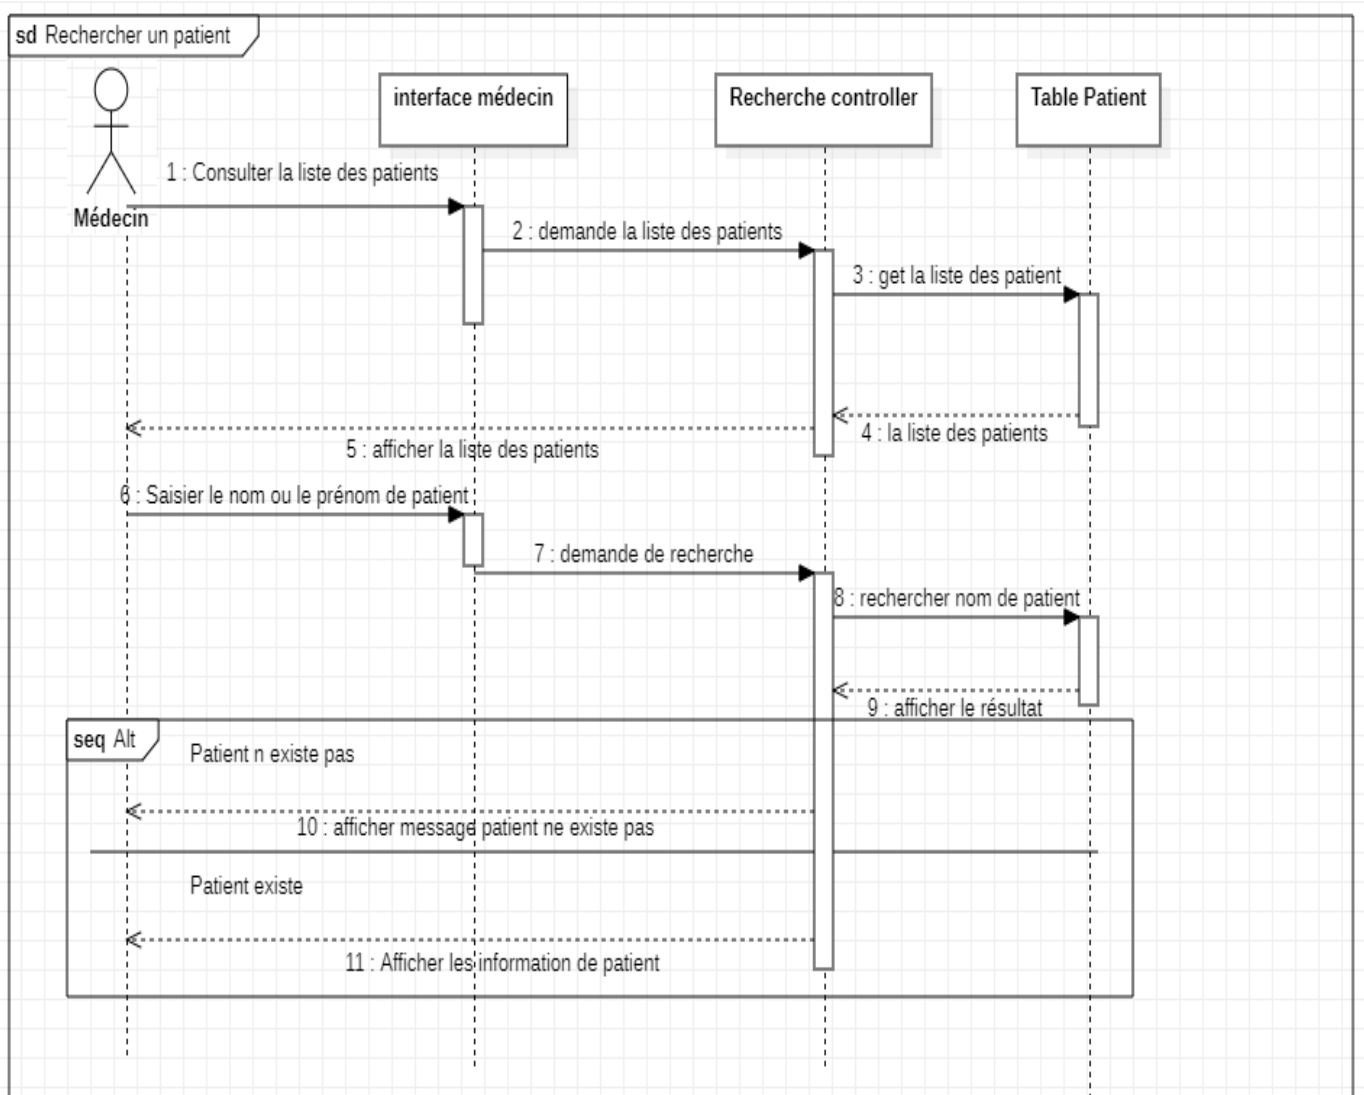 sd Rechercher un patient
interface médecin
Recherche controller
Table Patient
Médecin
1 : Consulter la liste des patients
2 : demande la liste des patients
3 : get la liste des patient
4 : la liste des patients
5 : afficher la liste des patients
6 : Saisier le nom ou le prénom de patient
7 : demande de recherche
8 : rechercher nom de patient
9 : afficher le résultat
seq Alt
Patient n existe pas
10 : afficher message patient ne existe pas
Patient existe
11 : Afficher les information de patient